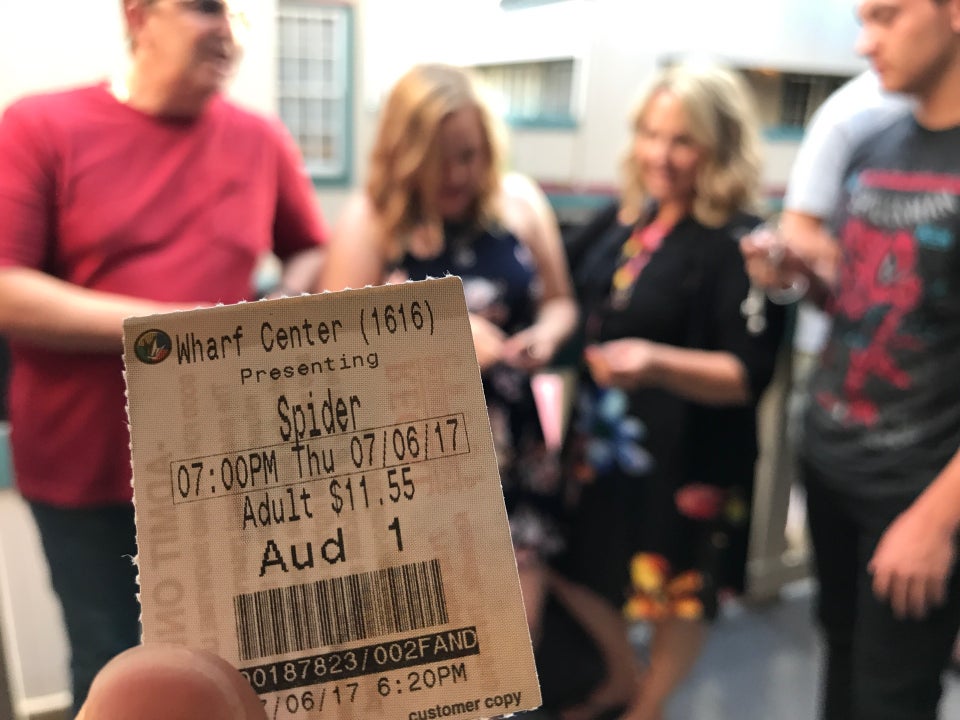 Wharf Center (1616)
Presenting
Spider
07:00PM Thu 07/06/17
Adult $11.55
Aud 1
00187823/002FAND
/06/17 6:20PM
customer copy